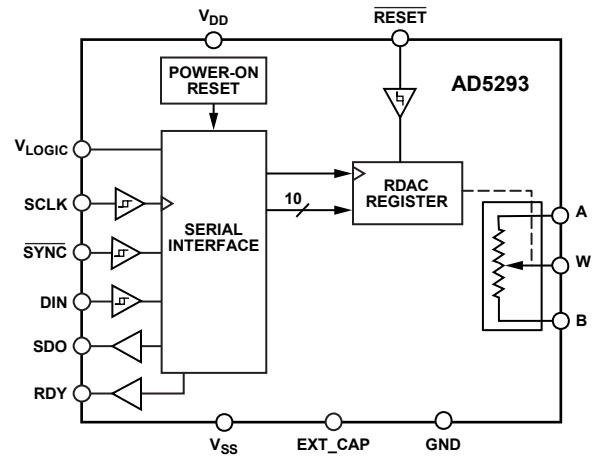 VDD
RESET
POWER-ON
RESET
AD5293
VLOGIC
SCLK
SYNC
DIN
SDO
RDY
SERIAL
INTERFACE
10
RDAC
REGISTER
A
W
B
VSS
EXT_CAP
GND